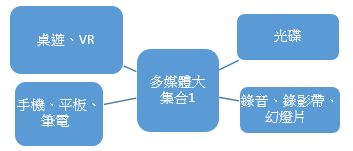 桌遊、VR
光碟
多媒體大
集合1
手機、平板、
筆電
錄音、錄影帶、
幻燈片